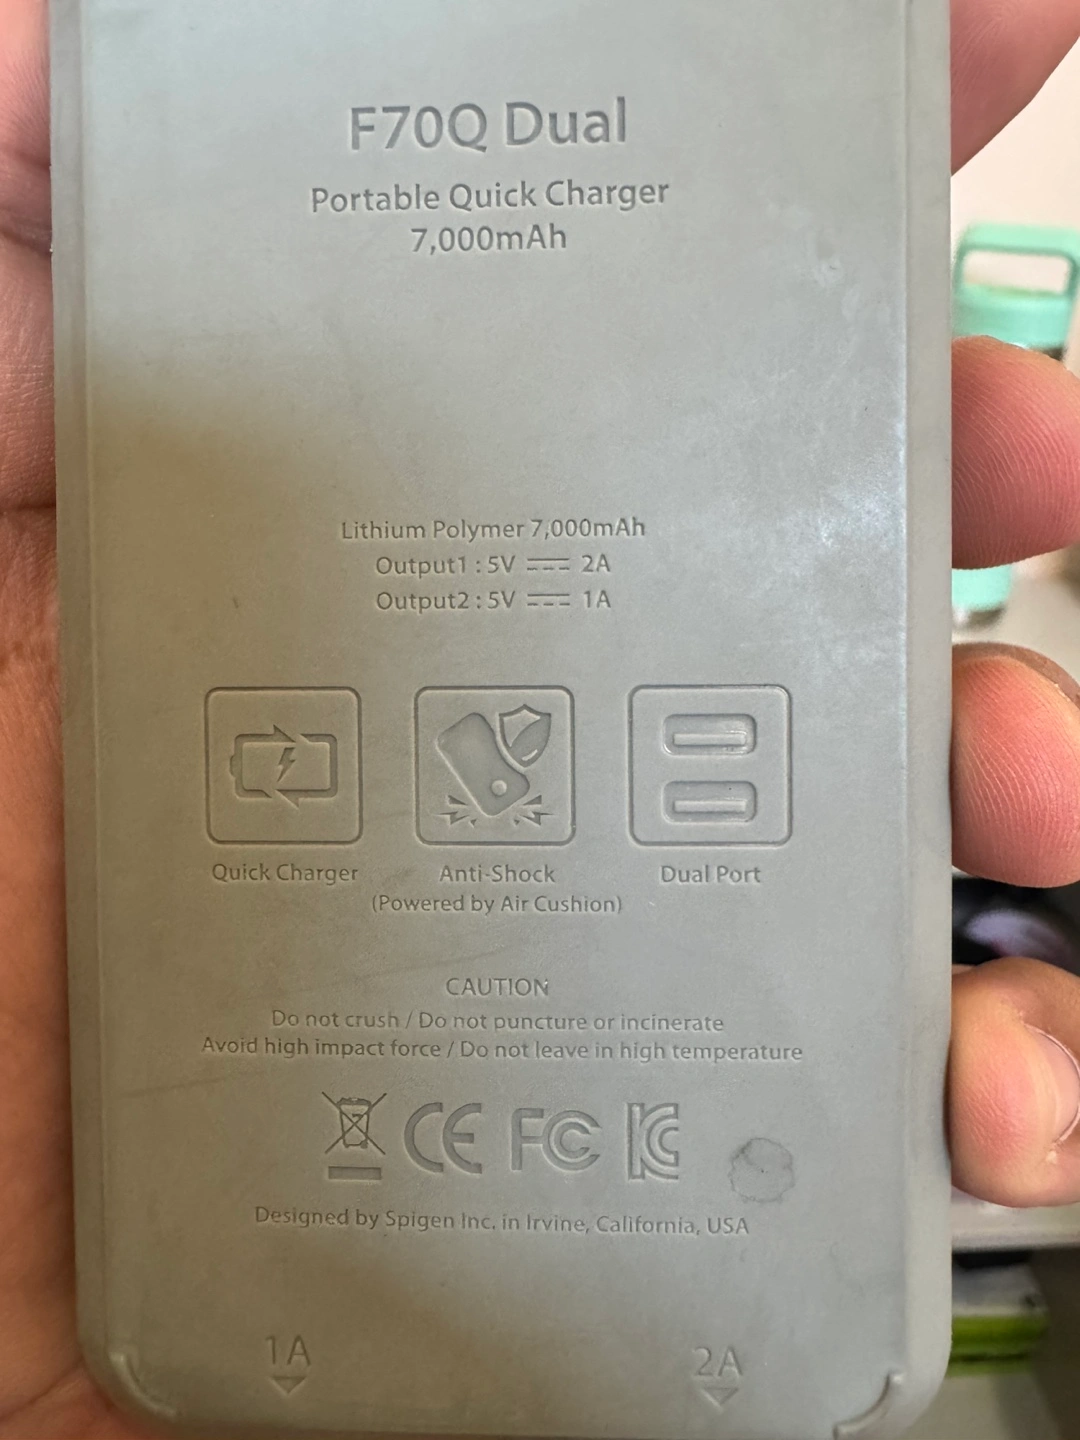 F70Q Dual
Portable Quick Charger
7,000mAh
Lithium Polymer 7,000mAh
Output1 : 5V ⎓ 2A
Output2 : 5V ⎓ 1A
Quick Charger
Anti-Shock
(Powered by Air Cushion)
Dual Port
CAUTION
Do not crush / Do not puncture or incinerate
Avoid high impact force / Do not leave in high temperature
CE FC KC
Designed by Spigen Inc. in Irvine, California, USA
1A 2A